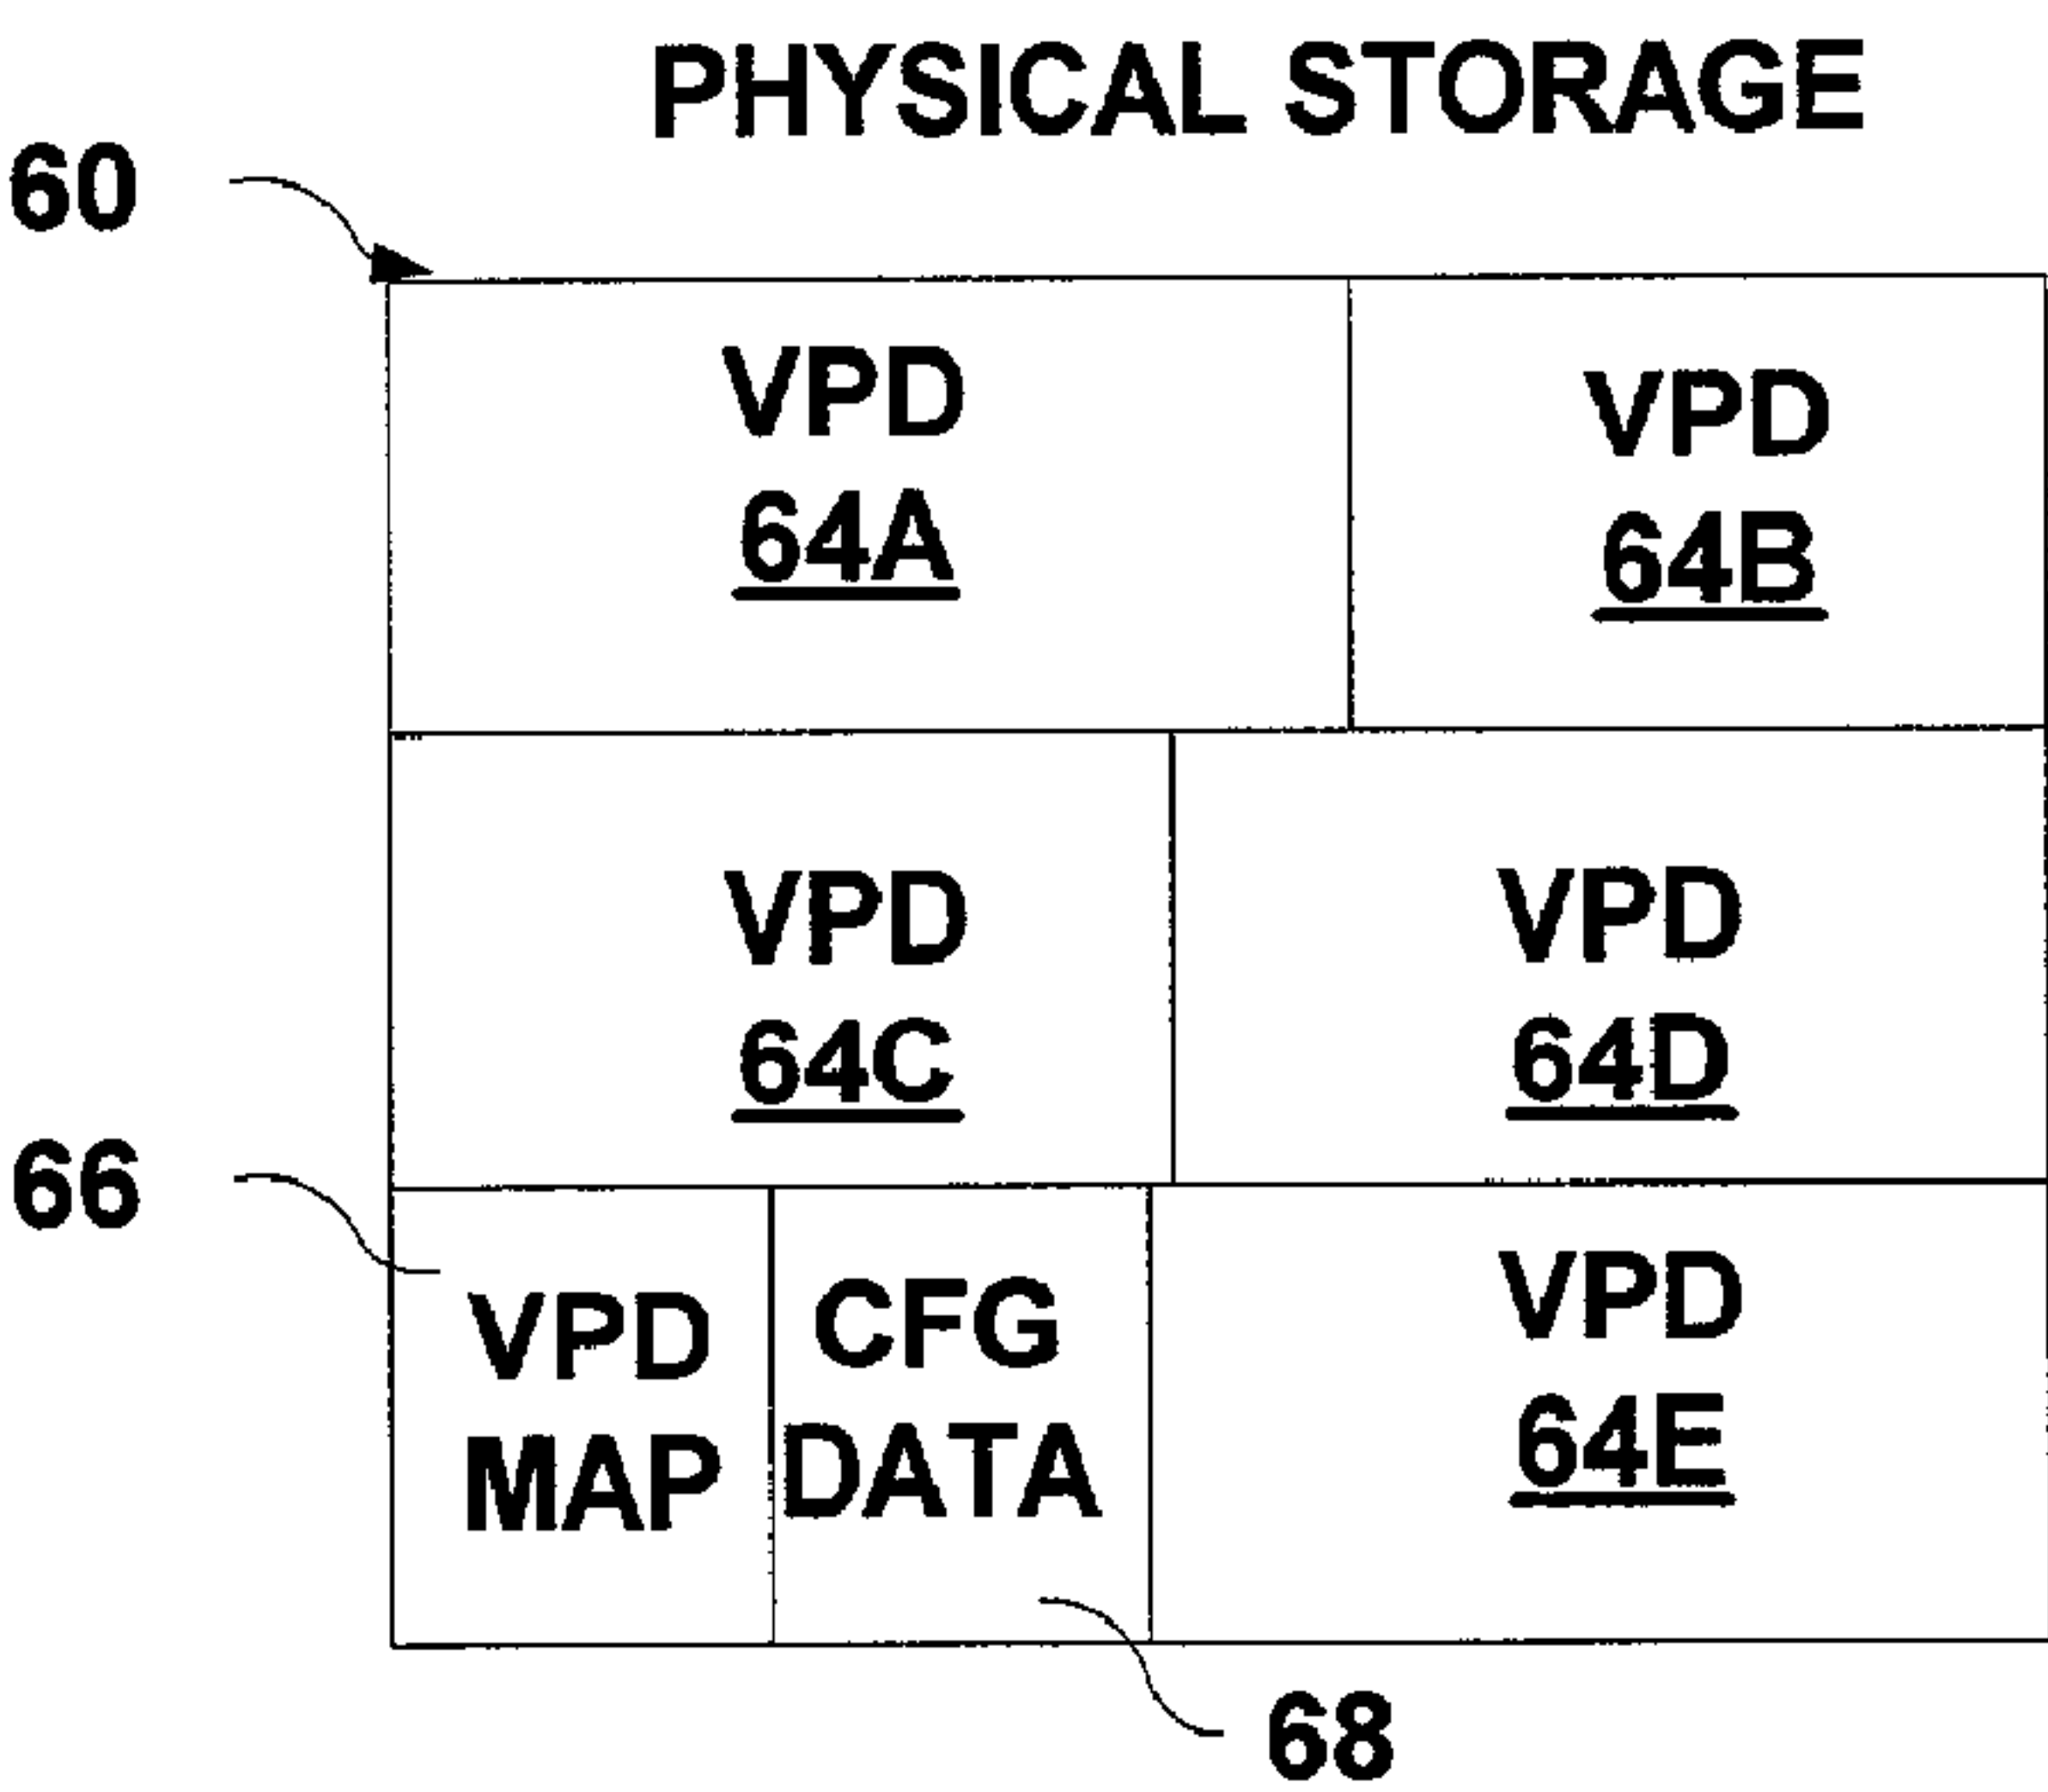 PHYSICAL STORAGE
60
VPD
64A
VPD
64B
VPD
64C
VPD
64D
66
VPD
MAP
CFG
DATA
VPD
64E
68